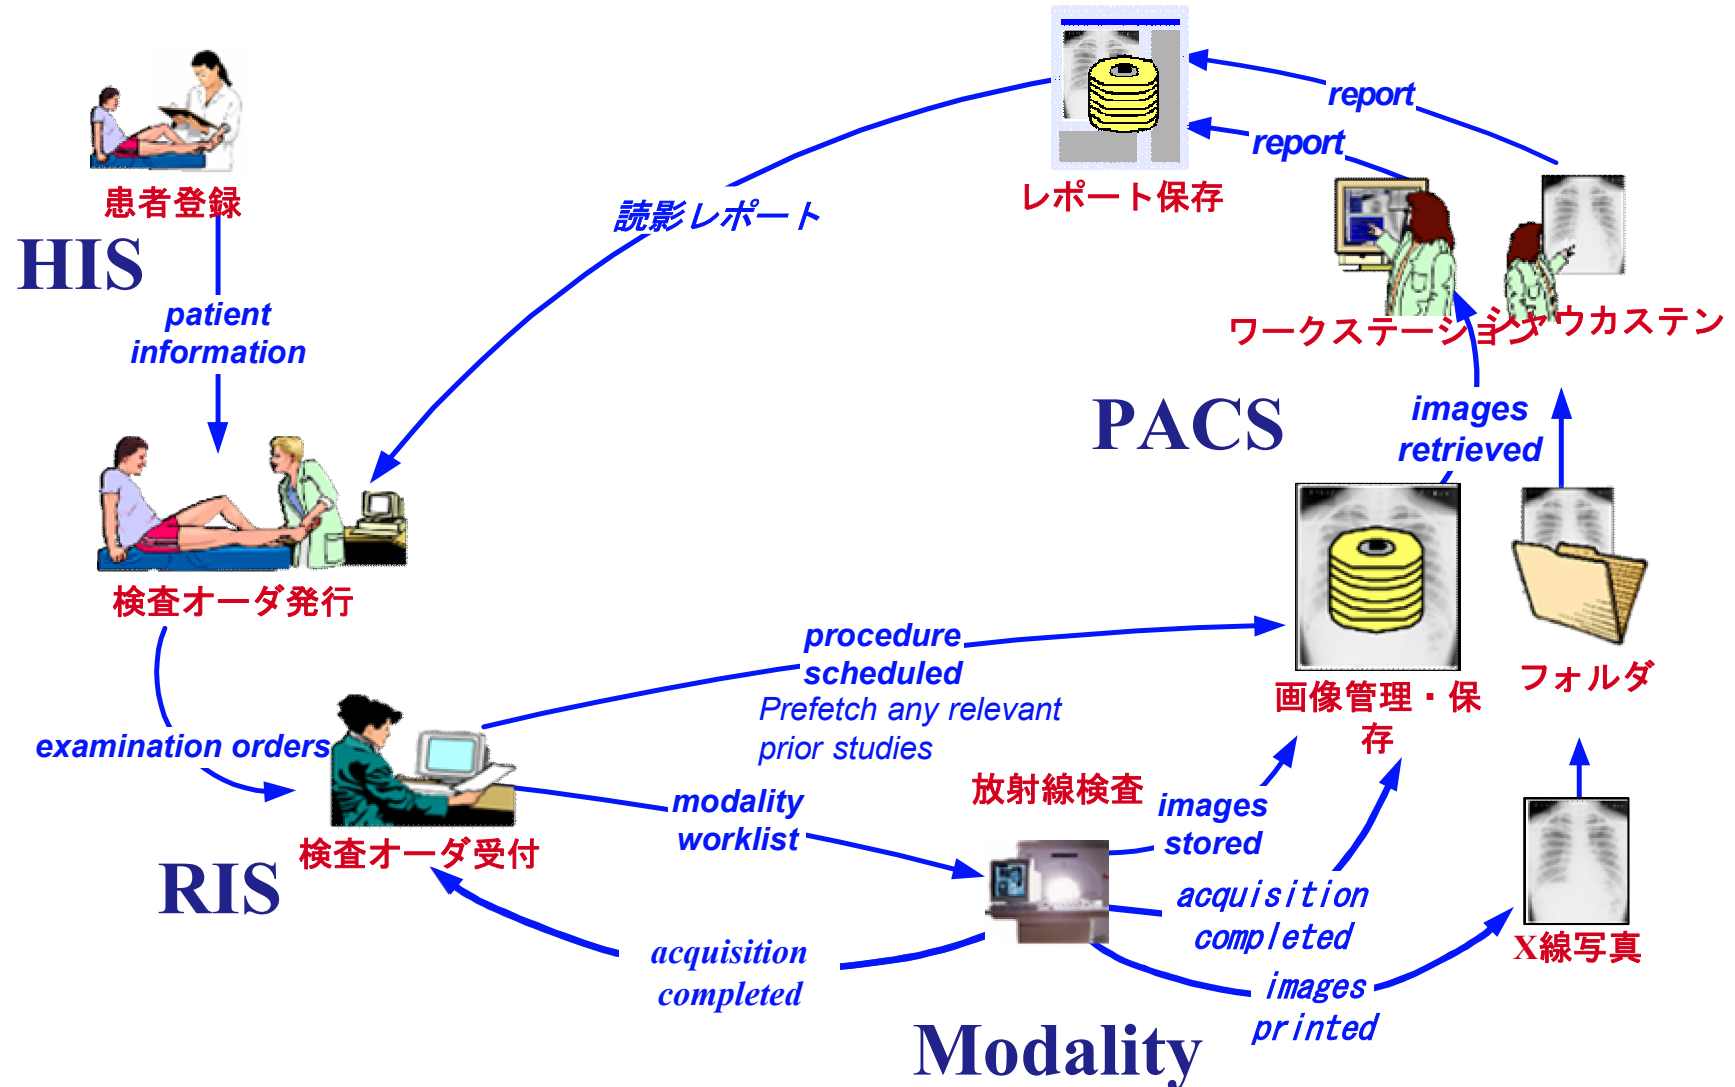 患者登録
HIS
patient
information
検査オーダ発行
examination orders
検査オーダ受付
RIS
読影レポート
レポート保存
report
report
ワークステーション
シャウカステン
PACS
images
retrieved
procedure
scheduled
Prefetch any relevant
prior studies
画像管理・保
存
フォルダ
modality
worklist
放射線検査
images
stored
acquisition
completed
acquisition
completed
images
printed
X線写真
Modality